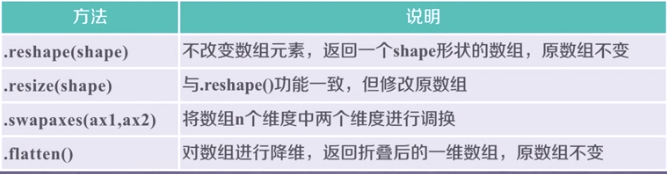 方法 说明
.reshape(shape) 不改变数组元素，返回一个shape形状的数组，原数组不变
.resize(shape) 与.reshape()功能一致，但修改原数组
.swapaxes(ax1,ax2) 将数组n个维度中两个维度进行调换
.flatten() 对数组进行降维，返回折叠后的一维数组，原数组不变